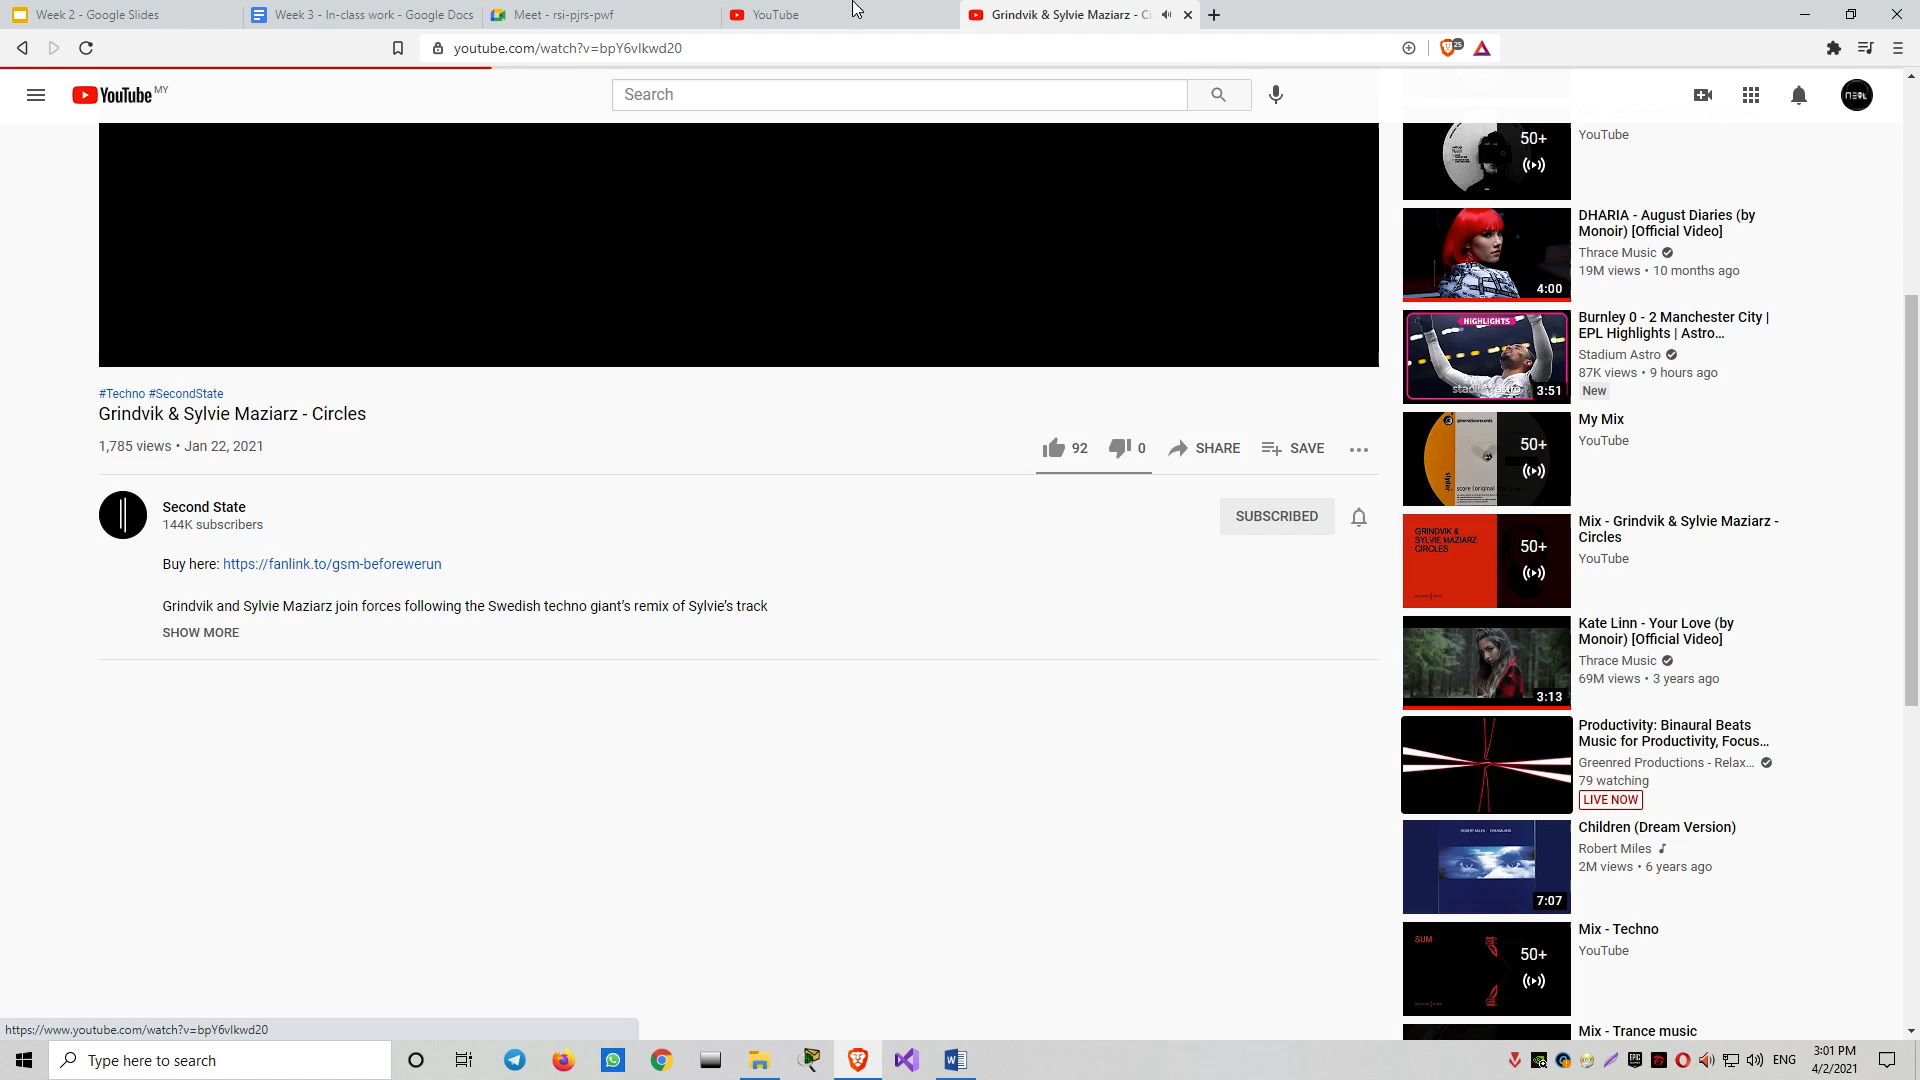 Week 2 - Google Slides
Week 3 - In-class work - Google Docs
Meet - rsi-pjrs-pwf
YouTube
Grindvik & Sylvie Maziarz - Ci
youtube.com/watch?v=bpY6vlkwd20
25
YouTube MY
Search
#Techno #SecondState
Grindvik & Sylvie Maziarz - Circles
1,785 views • Jan 22, 2021
92
0
SHARE
SAVE
Second State
144K subscribers
SUBSCRIBED
Buy here: https://fanlink.to/gsm-beforewerun
Grindvik and Sylvie Maziarz join forces following the Swedish techno giant's remix of Sylvie's track
SHOW MORE
50+
YouTube
DHARIA - August Diaries (by
Monoir) [Official Video]
Thrace Music
19M views • 10 months ago
4:00
HIGHLIGHTS
Burnley 0 - 2 Manchester City |
EPL Highlights | Astro...
Stadium Astro
87K views • 9 hours ago
New
3:51
My Mix
YouTube
50+
GRINDVIK &
SYLVIE MAZIARZ
CIRCLES
50+
Mix - Grindvik & Sylvie Maziarz -
Circles
YouTube
Kate Linn - Your Love (by
Monoir) [Official Video]
Thrace Music
69M views • 3 years ago
3:13
Productivity: Binaural Beats
Music for Productivity, Focus...
Greenred Productions - Relax...
79 watching
LIVE NOW
ROBERT MILES DREAMLAND
Children (Dream Version)
Robert Miles
2M views • 6 years ago
7:07
SUM
50+
Mix - Techno
YouTube
Mix - Trance music
https://www.youtube.com/watch?v=bpY6vlkwd20
Type here to search
ENG
3:01 PM
4/2/2021